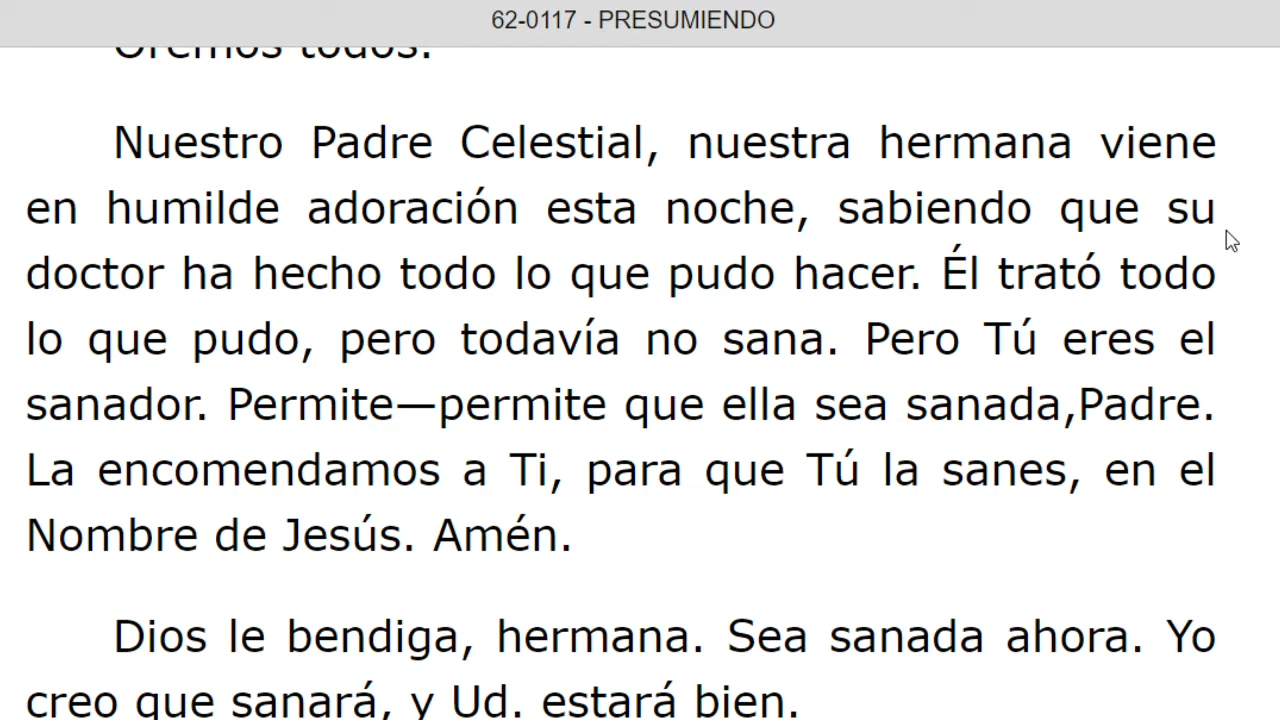 62-0117 - PRESUMIENDO
Oremos todos.
Nuestro Padre Celestial, nuestra hermana viene
en humilde adoración esta noche, sabiendo que su
doctor ha hecho todo lo que pudo hacer. Él trató todo
lo que pudo, pero todavía no sana. Pero Tú eres el
sanador. Permite—permite que ella sea sanada,Padre.
La encomendamos a Ti, para que Tú la sanes, en el
Nombre de Jesús. Amén.
Dios le bendiga, hermana. Sea sanada ahora. Yo
creo que sanará, y Ud. estará bien.